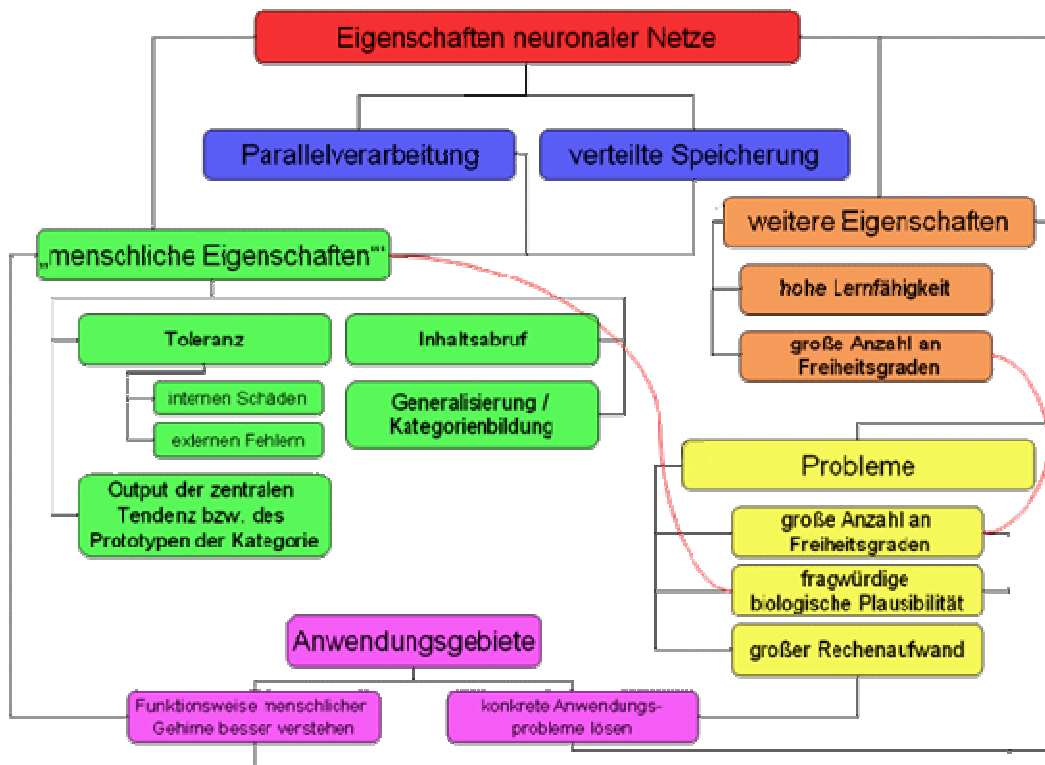 Eigenschaften neuronaler Netze
Parallelverarbeitung
verteilte Speicherung
weitere Eigenschaften
„menschliche Eigenschaften"
hohe Lernfähigkeit
große Anzahl an
Freiheitsgraden
Toleranz
Inhaltsabruf
internen Schäden
externen Fehlern
Generalisierung /
Kategorienbildung
Output der zentralen
Tendenz bzw. des
Prototypen der Kategorie
Probleme
große Anzahl an
Freiheitsgraden
fragwürdige
biologische Plausibilität
großer Rechenaufwand
Anwendungsgebiete
Funktionsweise menschlicher
Gehirne besser verstehen
konkrete Anwendungs-
probleme lösen